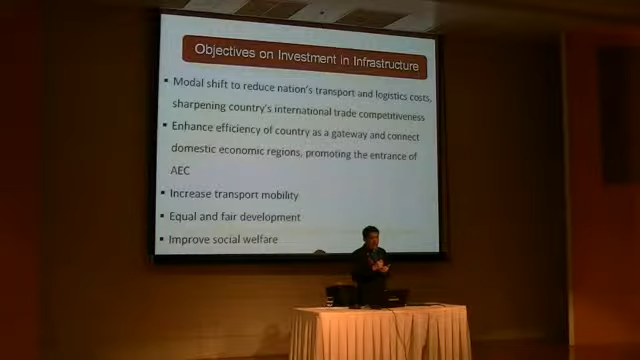 Objectives on Investment in Infrastructure
▪ Modal shift to reduce nation's transport and logistics costs,
sharpening country's international trade competitiveness
▪ Enhance efficiency of country as a gateway and connect
domestic economic regions, promoting the entrance of
AEC
▪ Increase transport mobility
▪ Equal and fair development
▪ Improve social welfare